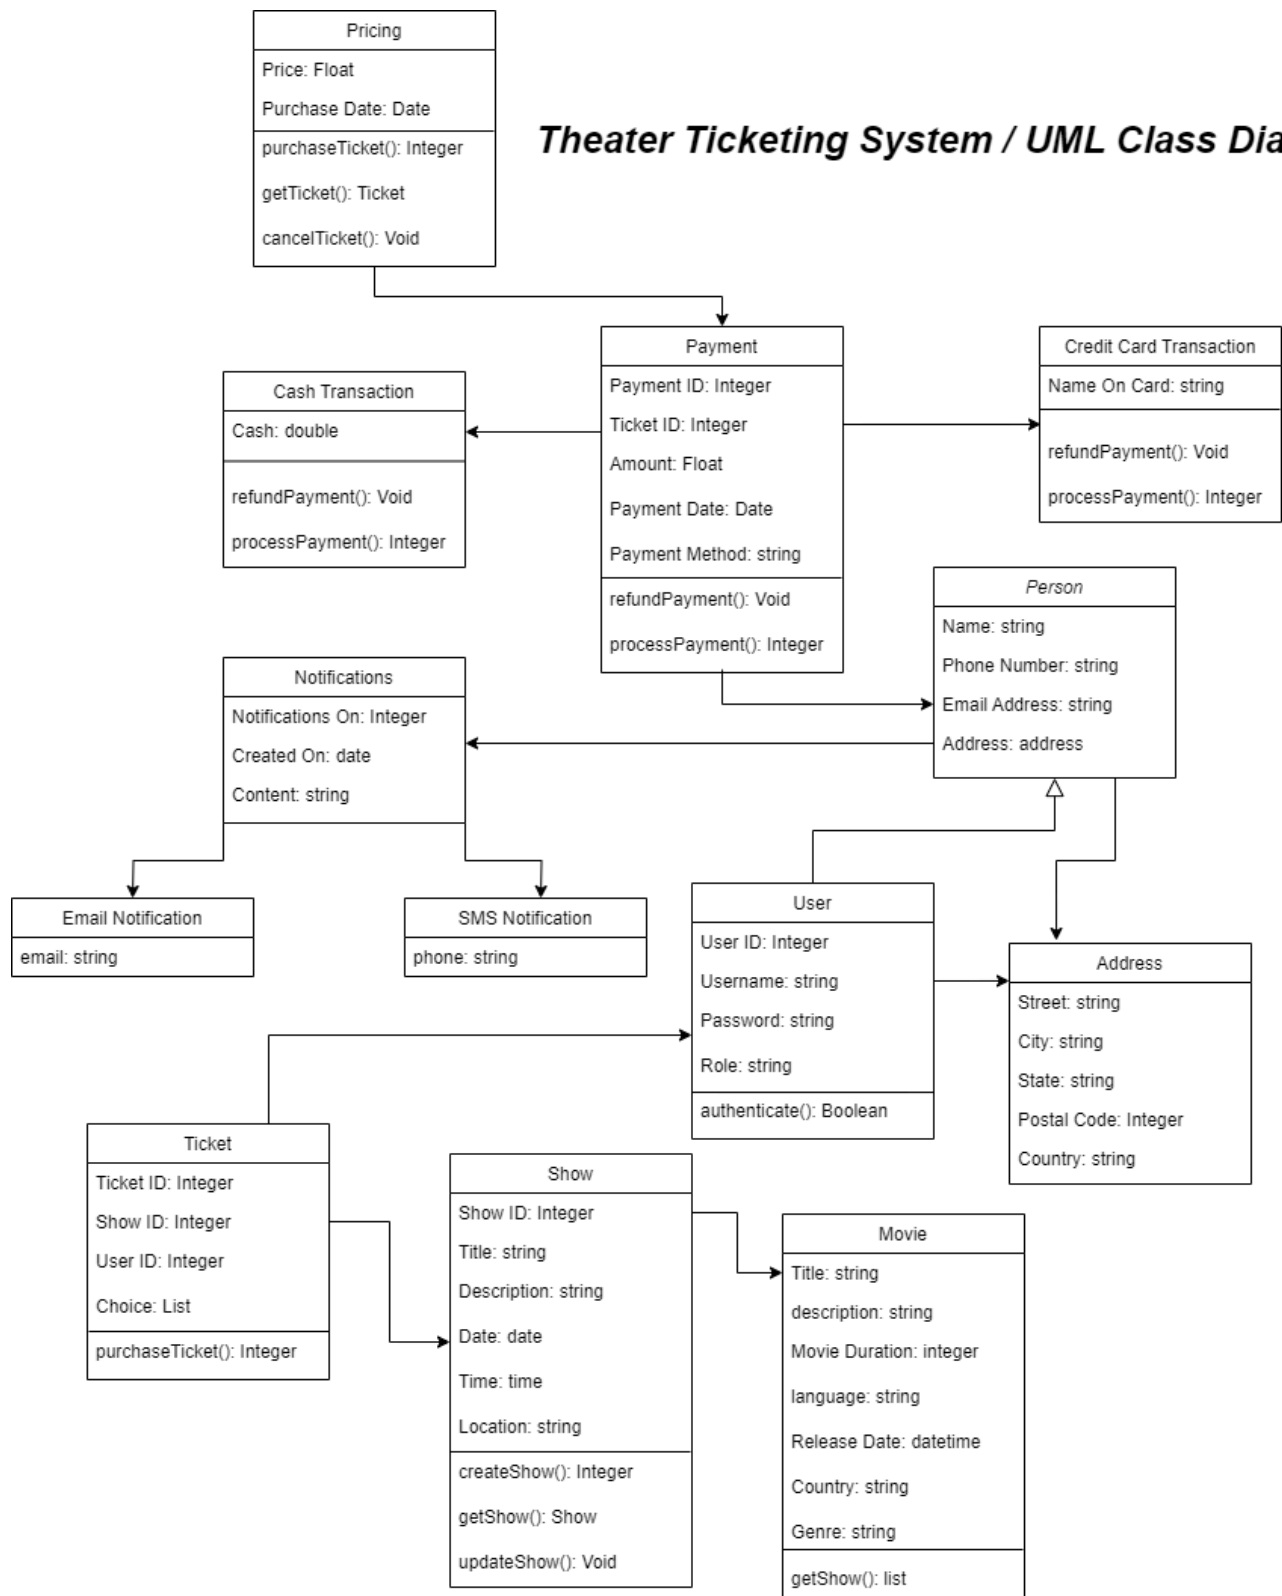 Pricing
Price: Float
Purchase Date: Date
purchaseTicket(): Integer
getTicket(): Ticket
cancelTicket(): Void
Theater Ticketing System / UML Class Dia
Payment
Payment ID: Integer
Ticket ID: Integer
Amount: Float
Payment Date: Date
Payment Method: string
refundPayment(): Void
processPayment(): Integer
Credit Card Transaction
Name On Card: string
refundPayment(): Void
processPayment(): Integer
Cash Transaction
Cash: double
refundPayment(): Void
processPayment(): Integer
Person
Name: string
Phone Number: string
Email Address: string
Address: address
Notifications
Notifications On: Integer
Created On: date
Content: string
Email Notification
email: string
SMS Notification
phone: string
User
User ID: Integer
Username: string
Password: string
Role: string
authenticate(): Boolean
Address
Street: string
City: string
State: string
Postal Code: Integer
Country: string
Ticket
Ticket ID: Integer
Show ID: Integer
User ID: Integer
Choice: List
purchaseTicket(): Integer
Show
Show ID: Integer
Title: string
Description: string
Date: date
Time: time
Location: string
createShow(): Integer
getShow(): Show
updateShow(): Void
Movie
Title: string
description: string
Movie Duration: integer
language: string
Release Date: datetime
Country: string
Genre: string
getShow(): list